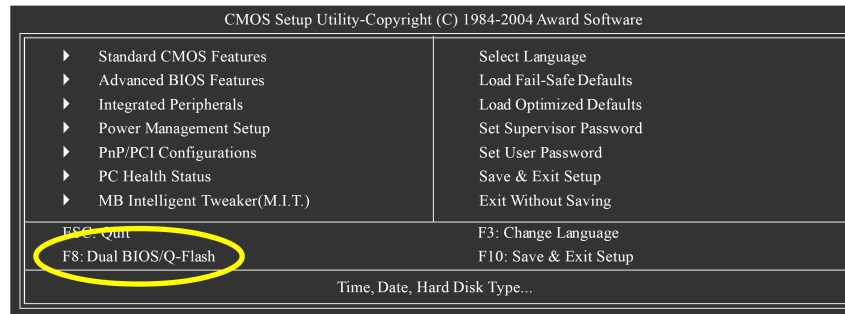 CMOS Setup Utility-Copyright (C) 1984-2004 Award Software
Standard CMOS Features
Advanced BIOS Features
Integrated Peripherals
Power Management Setup
PnP/PCI Configurations
PC Health Status
MB Intelligent Tweaker(M.I.T.)
Select Language
Load Fail-Safe Defaults
Load Optimized Defaults
Set Supervisor Password
Set User Password
Save & Exit Setup
Exit Without Saving
ESC: Quit
F8: Dual BIOS/Q-Flash
F3: Change Language
F10: Save & Exit Setup
Time, Date, Hard Disk Type...